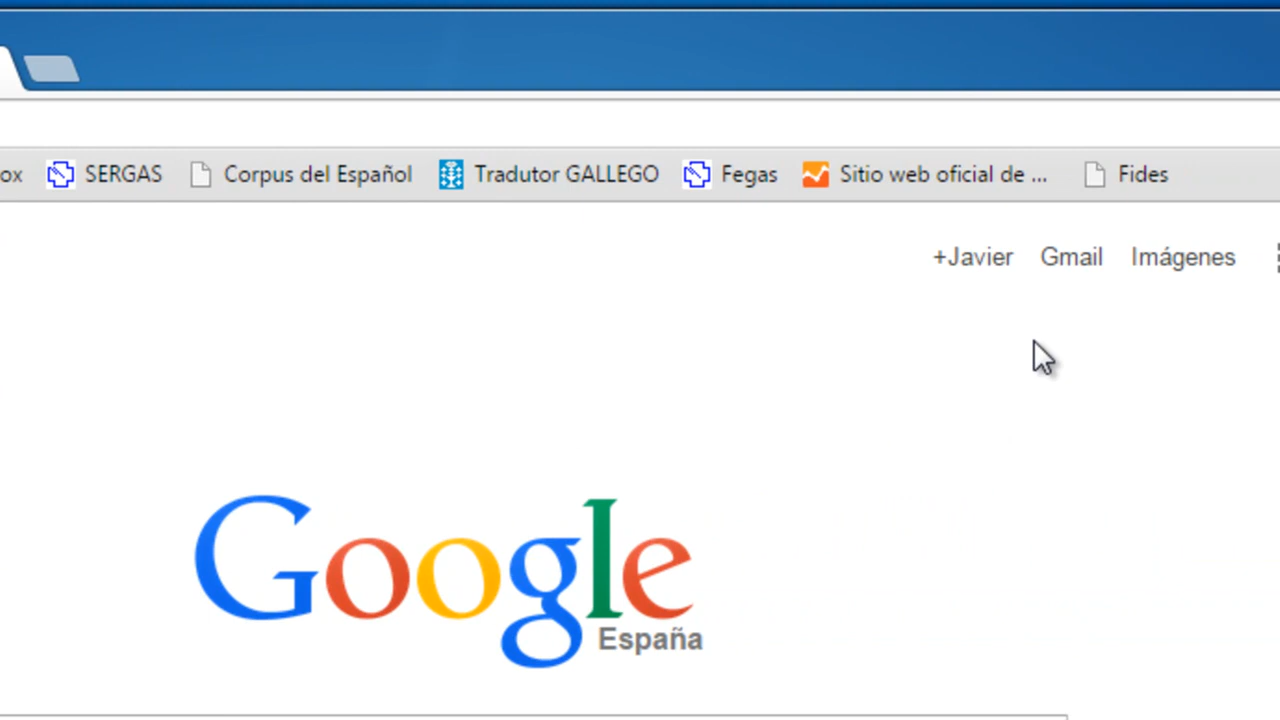 ox SERGAS Corpus del Español Tradutor GALLEGO Fegas Sitio web oficial de ... Fides
+Javier Gmail Imágenes
Google
España